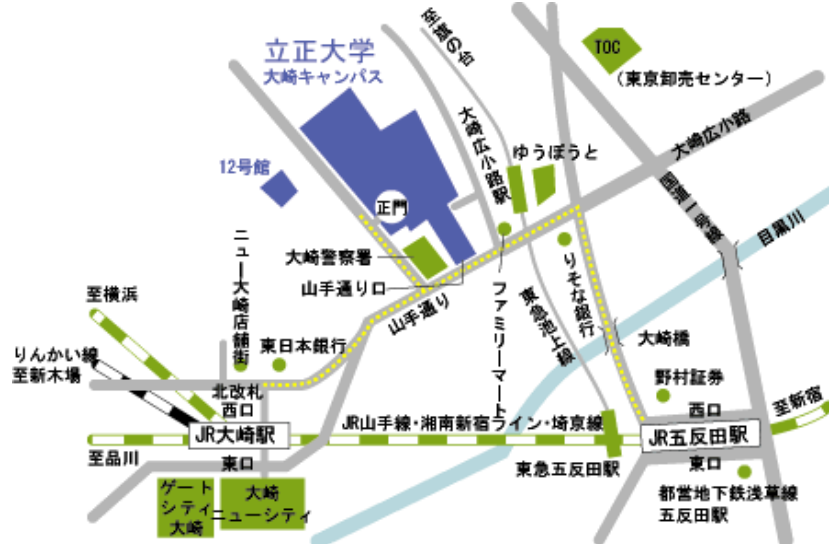 立正大学
大崎キャンパス
至旗の台
TOC
(東京卸売センター)
大崎広小路駅
ゆうぽうと
大崎広小路
国道一号線
目黒川
12号館
正門
大崎警察署
山手通り口
山手通り
ファミリーマート
りそな銀行
東急池上線
大崎橋
ニュー大崎店舗街
至横浜
りんかい線
至新木場
東日本銀行
北改札
西口
JR大崎駅
東口
至品川
JR山手線・湘南新宿ライン・埼京線
野村証券
西口
至新宿
JR五反田駅
東口
東急五反田駅
都営地下鉄浅草線
五反田駅
ゲート
シティ
大崎
大崎
ニューシティ